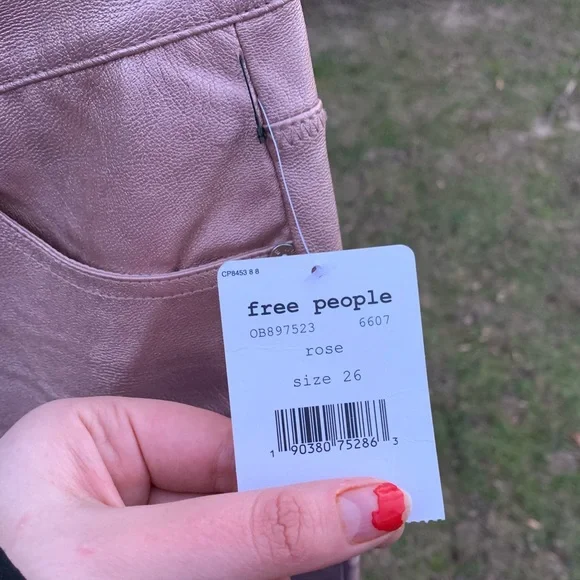 CP8453 8 8
free people
OB897523 6607
rose
size 26
1 90380 75286 3